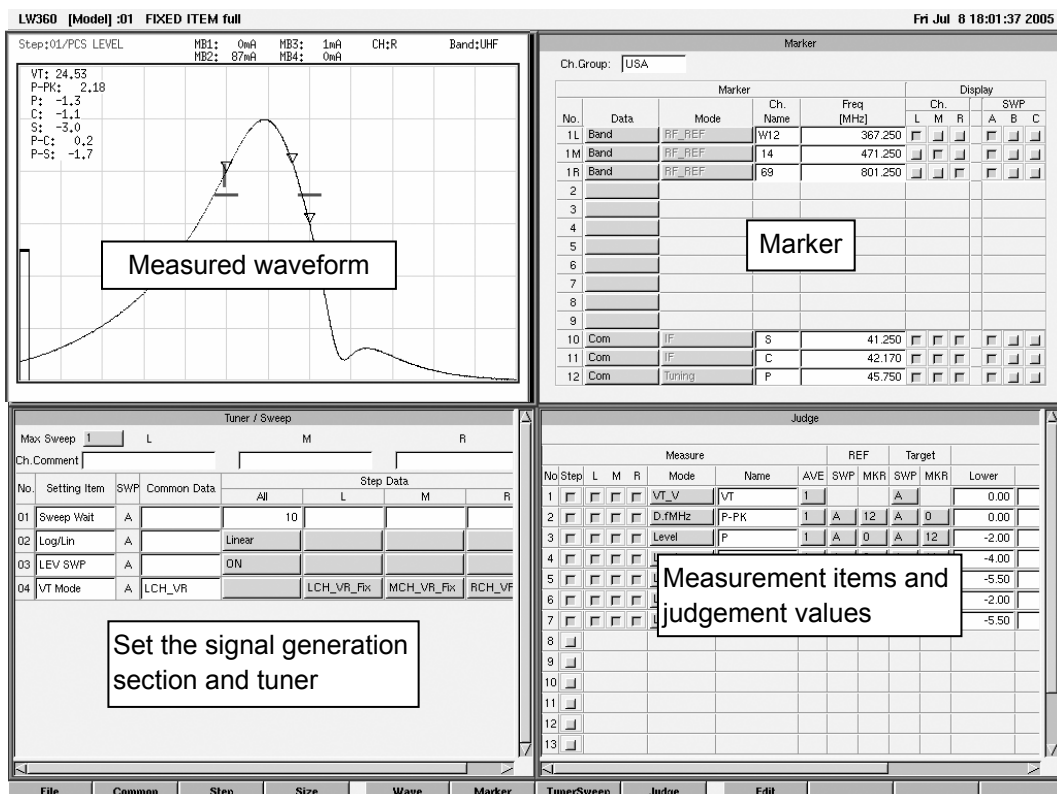 LW360 [Model] :01 FIXED ITEM full
Fri Jul 8 18:01:37 2005
Step:01/PCS LEVEL MB1: 0mA MB3: 1mA CH:R Band:UHF
MB2: 87mA MB4: 0mA
VT: 24.53
P-PK: 2.18
P: -1.3
C: -1.1
S: -3.0
P-C: 0.2
P-S: -1.7
Measured waveform
Marker
Ch.Group: USA
Marker Display
Ch. Freq Ch. SWP
No. Data Mode Name [MHz] L M R A B C
1L Band RF_REF W12 367.250
1M Band RF_REF 14 471.250
1R Band RF_REF 69 801.250
2
3
4
5
6
7
8
9
10 Com IF S 41.250
11 Com IF C 42.170
12 Com Tuning P 45.750
Marker
Tuner / Sweep
Max Sweep 1 L M R
Ch.Comment
No. Setting Item SWP Common Data Step Data
All L M R
01 Sweep Wait A 10
02 Log/Lin A Linear
03 LEV SWP A ON
04 VT Mode A LCH_VR LCH_VR_Fix MCH_VR_Fix RCH_VR
Set the signal generation
section and tuner
Judge
Measure REF Target
No Step L M R Mode Name AVE SWP MKR SWP MKR Lower
1 VT_V VT 1 A 0.00
2 D.fMHz P-PK 1 A 12 A 0 0.00
3 Level P 1 A 0 A 12 -2.00
4 -4.00
5 -5.50
6 -2.00
7 -5.50
8
9
10
11
12
13
Measurement items and
judgement values
File Common Step Size Wave Marker TunerSweep Judge Edit